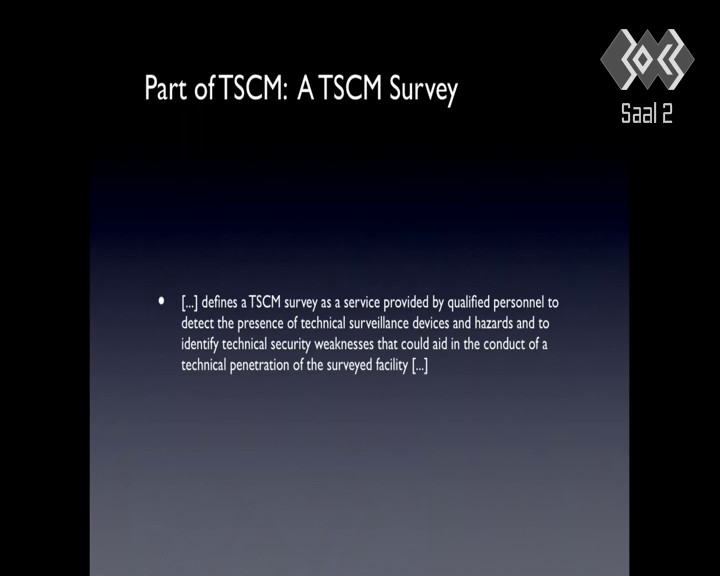 Part of TSCM: A TSCM Survey
Saal 2
• [...] defines a TSCM survey as a service provided by qualified personnel to
detect the presence of technical surveillance devices and hazards and to
identify technical security weaknesses that could aid in the conduct of a
technical penetration of the surveyed facility [...]